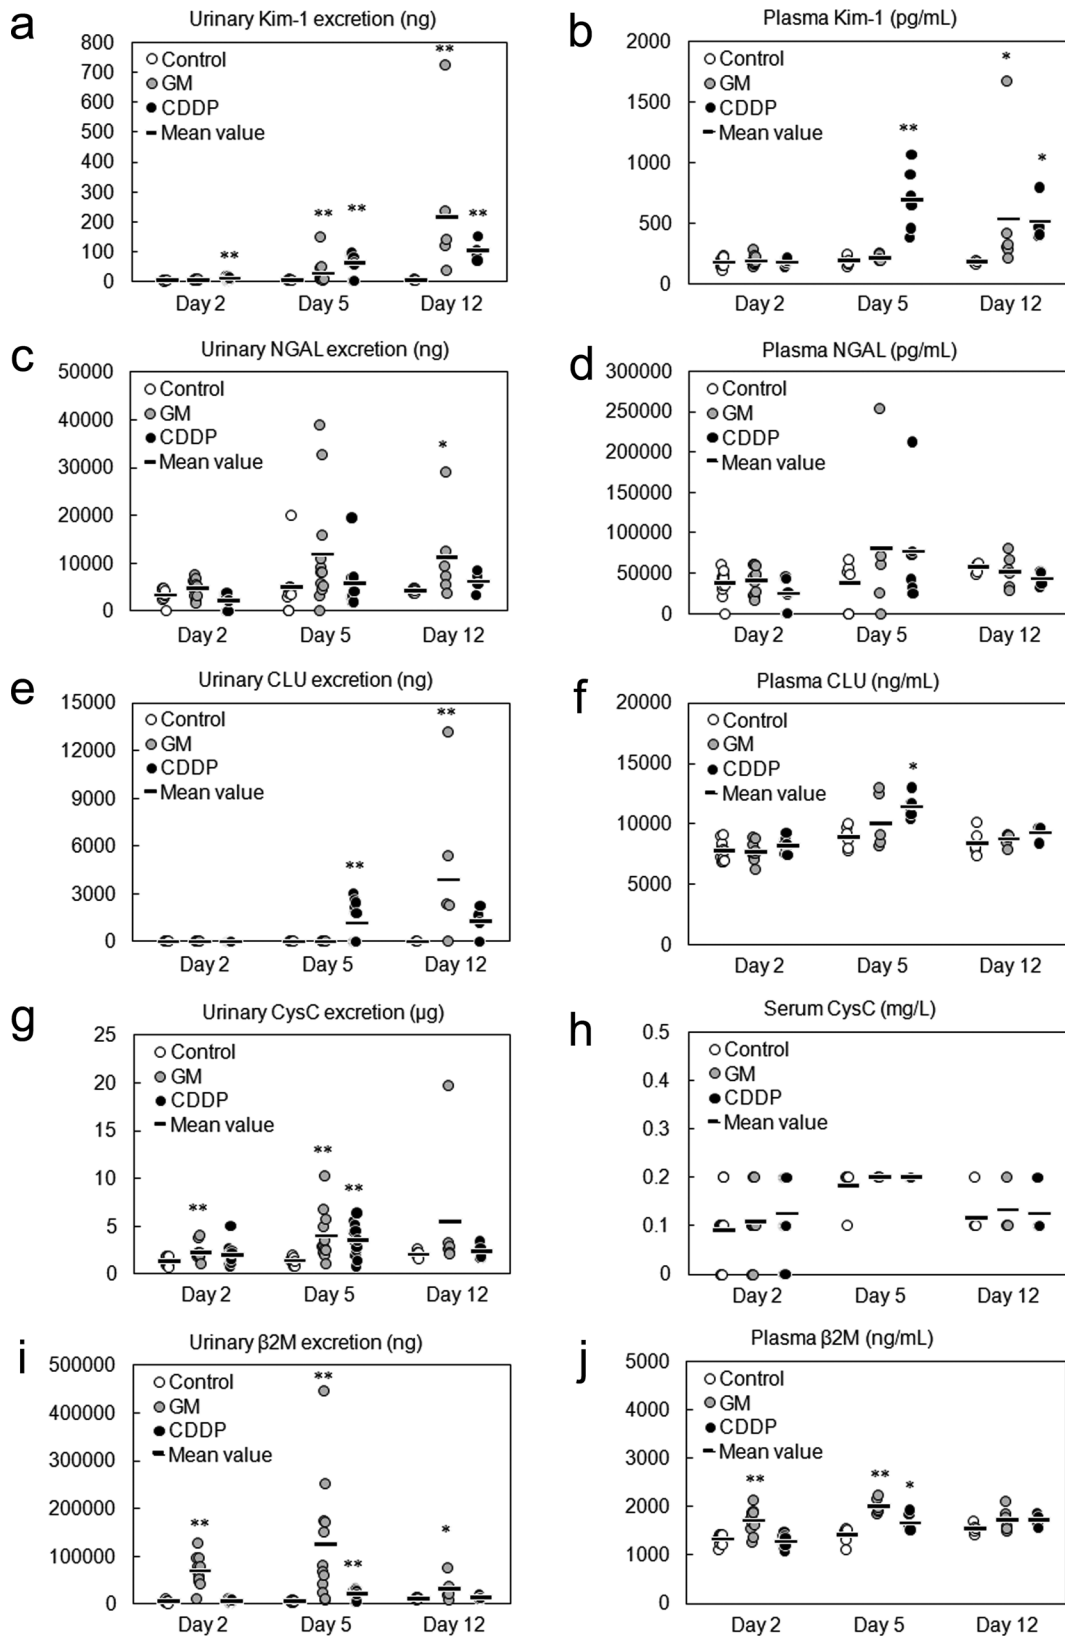 a
Urinary Kim-1 excretion (ng)
800
700
600
500
400
300
200
100
0
Control
GM
CDDP
Mean value
**
**
**
**
**
Day 2
Day 5
Day 12
b
Plasma Kim-1 (pg/mL)
2000
1500
1000
500
0
Control
GM
CDDP
Mean value
**
*
*
Day 2
Day 5
Day 12
c
Urinary NGAL excretion (ng)
50000
40000
30000
20000
10000
0
Control
GM
CDDP
Mean value
*
Day 2
Day 5
Day 12
d
Plasma NGAL (pg/mL)
300000
250000
200000
150000
100000
50000
0
Control
GM
CDDP
Mean value
Day 2
Day 5
Day 12
e
Urinary CLU excretion (ng)
15000
12000
9000
6000
3000
0
Control
GM
CDDP
Mean value
**
**
Day 2
Day 5
Day 12
f
Plasma CLU (ng/mL)
20000
15000
10000
5000
0
Control
GM
CDDP
Mean value
*
Day 2
Day 5
Day 12
g
Urinary CysC excretion (µg)
25
20
15
10
5
0
Control
GM
CDDP
Mean value
**
**
**
Day 2
Day 5
Day 12
h
Serum CysC (mg/L)
0.5
0.4
0.3
0.2
0.1
0
Control
GM
CDDP
Mean value
Day 2
Day 5
Day 12
i
Urinary β2M excretion (ng)
500000
400000
300000
200000
100000
0
Control
GM
CDDP
Mean value
**
**
**
*
Day 2
Day 5
Day 12
j
Plasma β2M (ng/mL)
5000
4000
3000
2000
1000
0
Control
GM
CDDP
Mean value
**
**
*
Day 2
Day 5
Day 12